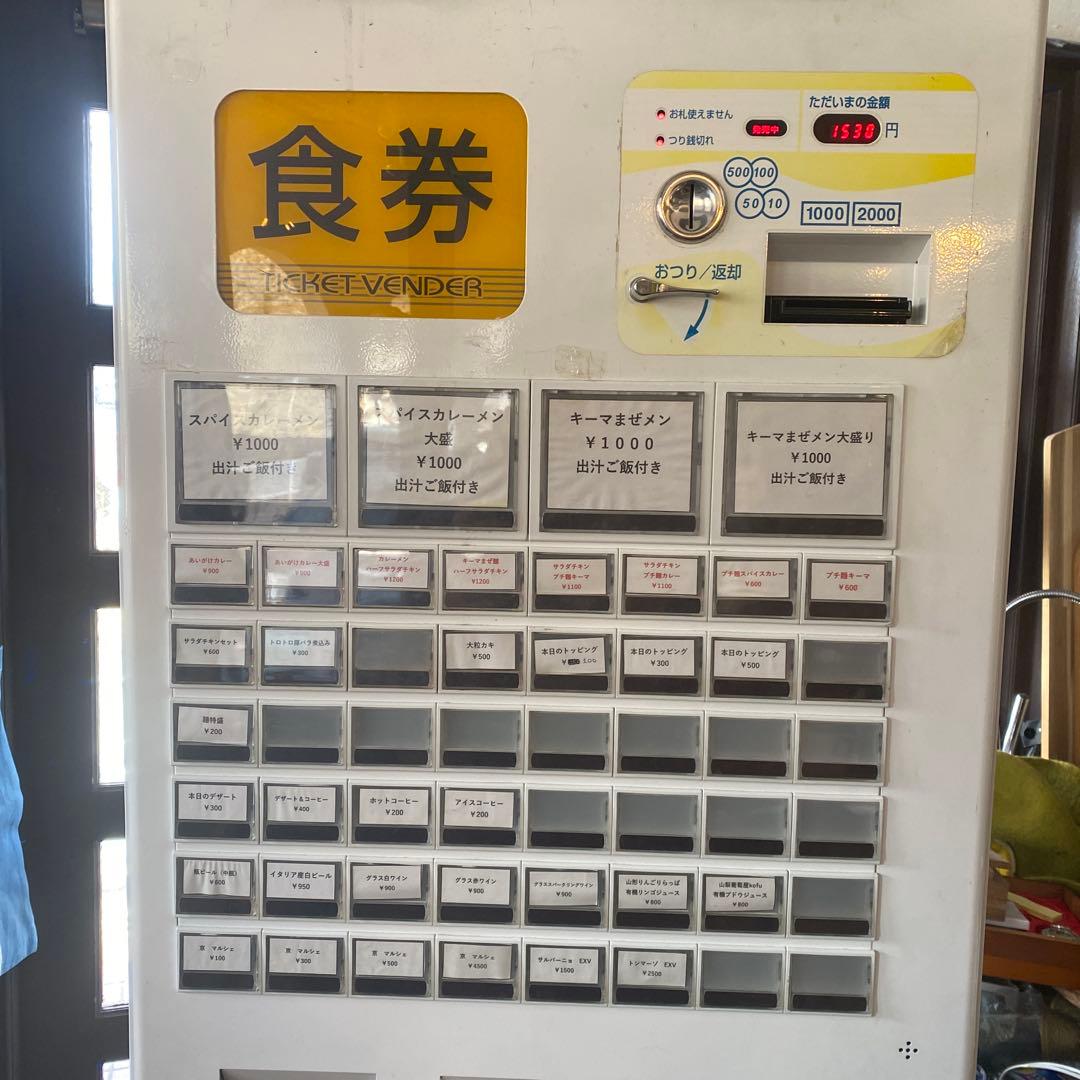 食券
TICKET VENDER
お札使えません
つり銭切れ
発売中
ただいまの金額
1530円
500 100
50 10
1000 2000
おつり/返却
スパイスカレーメン
¥1000
出汁ご飯付き
スパイスカレーメン
大盛
¥1000
出汁ご飯付き
キーマまぜメン
¥1000
出汁ご飯付き
キーマまぜメン大盛り
¥1000
出汁ご飯付き
あいがけカレー
¥900
あいがけカレー大盛
¥900
カレーメン
ハーフサラダチキン
¥1200
キーマまぜ麺
ハーフサラダチキン
¥1200
サラダチキン
プチ麺キーマ
¥1100
サラダチキン
プチ麺カレー
¥1100
プチ麺スパイスカレー
¥600
プチ麺キーマ
¥600
サラダチキンセット
¥600
トロトロ豚バラ煮込み
¥300
大粒カキ
¥500
本日のトッピング
¥100
本日のトッピング
¥300
本日のトッピング
¥500
麺特盛
¥200
本日のデザート
¥300
デザート&コーヒー
¥400
ホットコーヒー
¥200
アイスコーヒー
¥200
瓶ビール(中瓶)
¥600
イタリア産白ビール
¥950
グラス白ワイン
¥900
グラス赤ワイン
¥900
グラススパークリングワイン
¥900
山形りんごりらっぱ
有機リンゴジュース
¥800
山梨葡萄屋kofu
有機ブドウジュース
¥800
京 マルシェ
¥100
京 マルシェ
¥300
京 マルシェ
¥500
京 マルシェ
¥4500
サルバーニョ EXV
¥1600
トンマーゾ EXV
¥2500